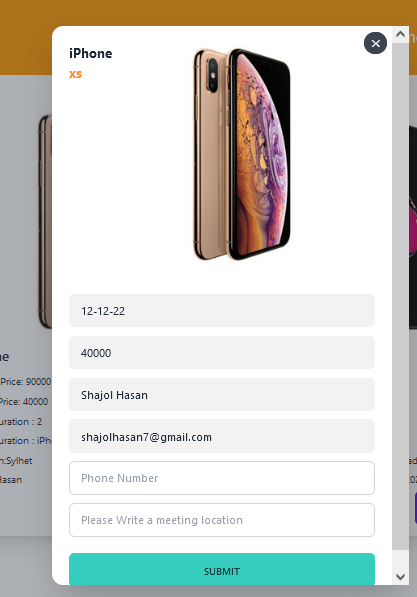 iPhone
xs
12-12-22
40000
Shajol Hasan
shajolhasan7@gmail.com
Phone Number
Please Write a meeting location
SUBMIT
Price: 90000
Price: 40000
uration : 2
uration : iPh
n:Sylhet
Hasan